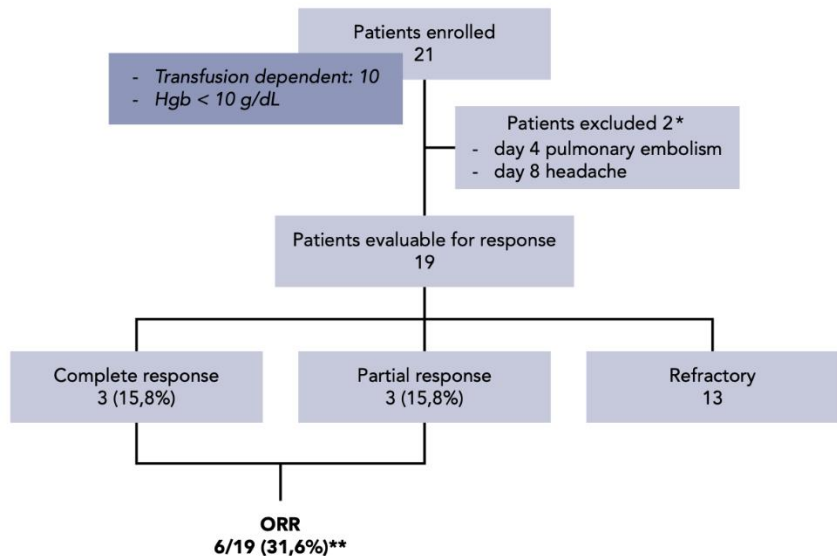 Patients enrolled
21
- Transfusion dependent: 10
- Hgb < 10 g/dL
Patients excluded 2*
- day 4 pulmonary embolism
- day 8 headache
Patients evaluable for response
19
Complete response
3 (15,8%)
Partial response
3 (15,8%)
Refractory
13
ORR
6/19 (31,6%)**